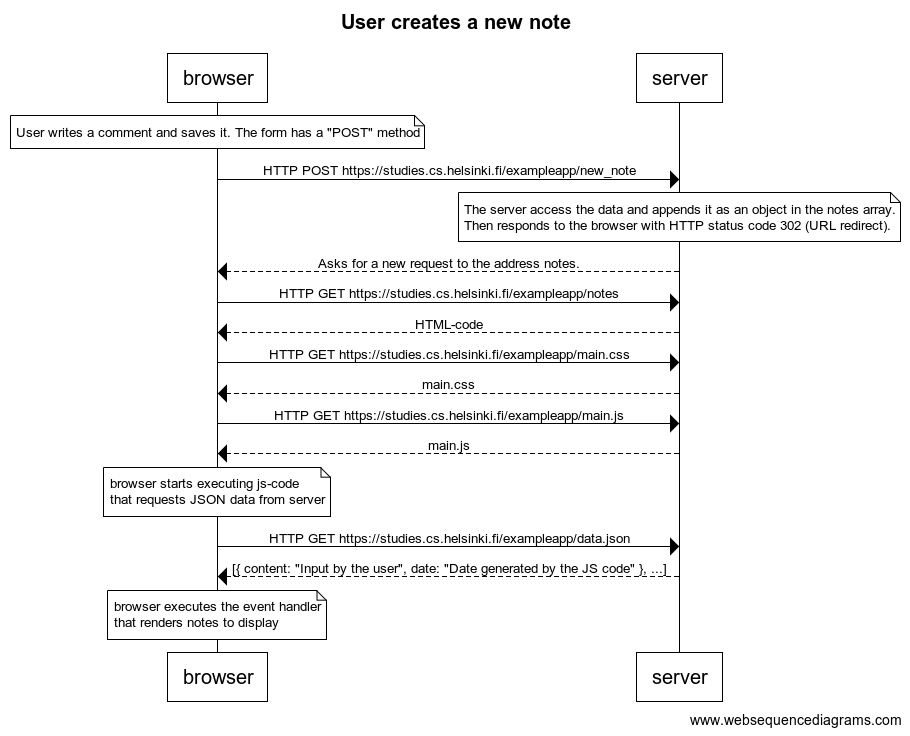 User creates a new note
browser
server
User writes a comment and saves it. The form has a "POST" method
HTTP POST https://studies.cs.helsinki.fi/exampleapp/new_note
The server access the data and appends it as an object in the notes array.
Then responds to the browser with HTTP status code 302 (URL redirect).
Asks for a new request to the address notes.
HTTP GET https://studies.cs.helsinki.fi/exampleapp/notes
HTML-code
HTTP GET https://studies.cs.helsinki.fi/exampleapp/main.css
main.css
HTTP GET https://studies.cs.helsinki.fi/exampleapp/main.js
main.js
browser starts executing js-code
that requests JSON data from server
HTTP GET https://studies.cs.helsinki.fi/exampleapp/data.json
[{ content: "Input by the user", date: "Date generated by the JS code" }, ...]
browser executes the event handler
that renders notes to display
browser
server
www.websequencediagrams.com